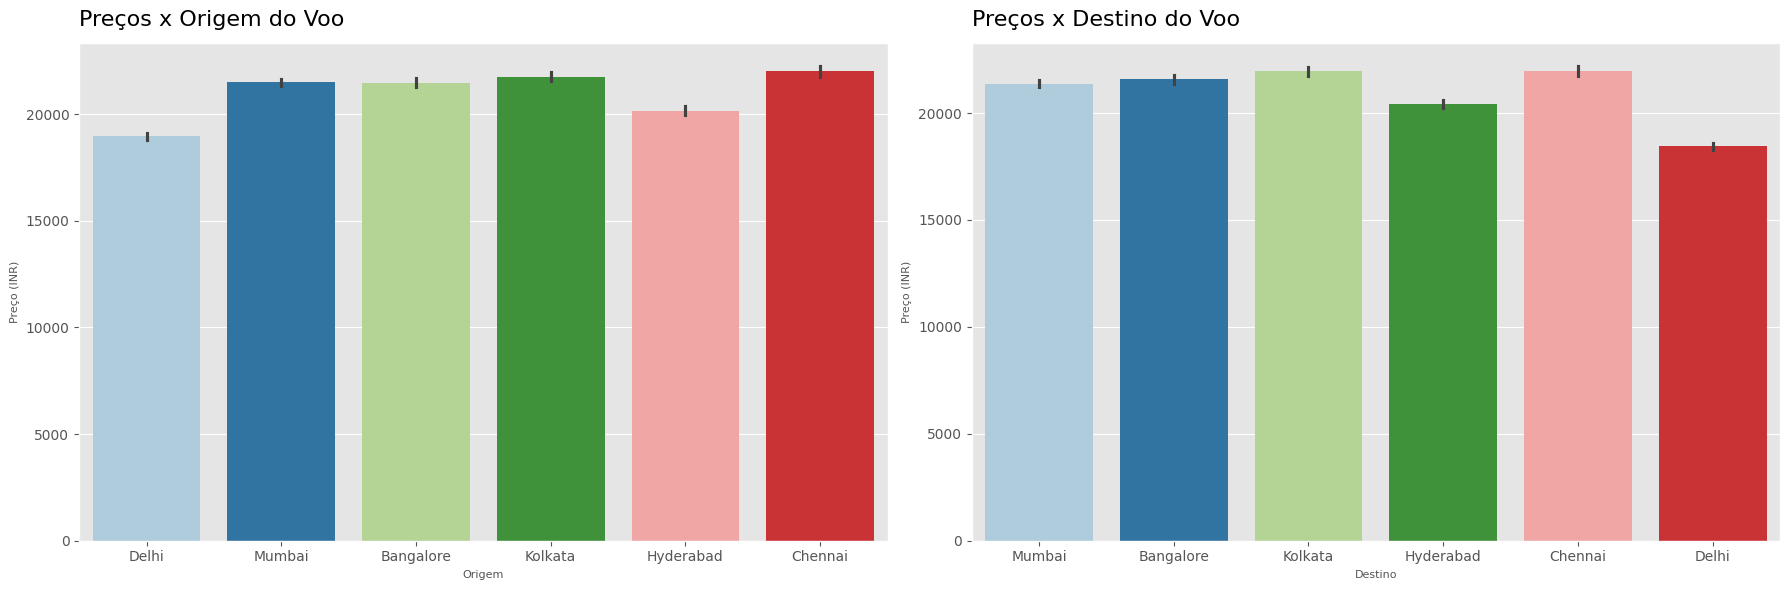 Preços x Origem do Voo
Preço (INR)
20000
15000
10000
5000
0
Delhi Mumbai Bangalore Kolkata Hyderabad Chennai
Origem
Preços x Destino do Voo
Preço (INR)
20000
15000
10000
5000
0
Mumbai Bangalore Kolkata Hyderabad Chennai Delhi
Destino